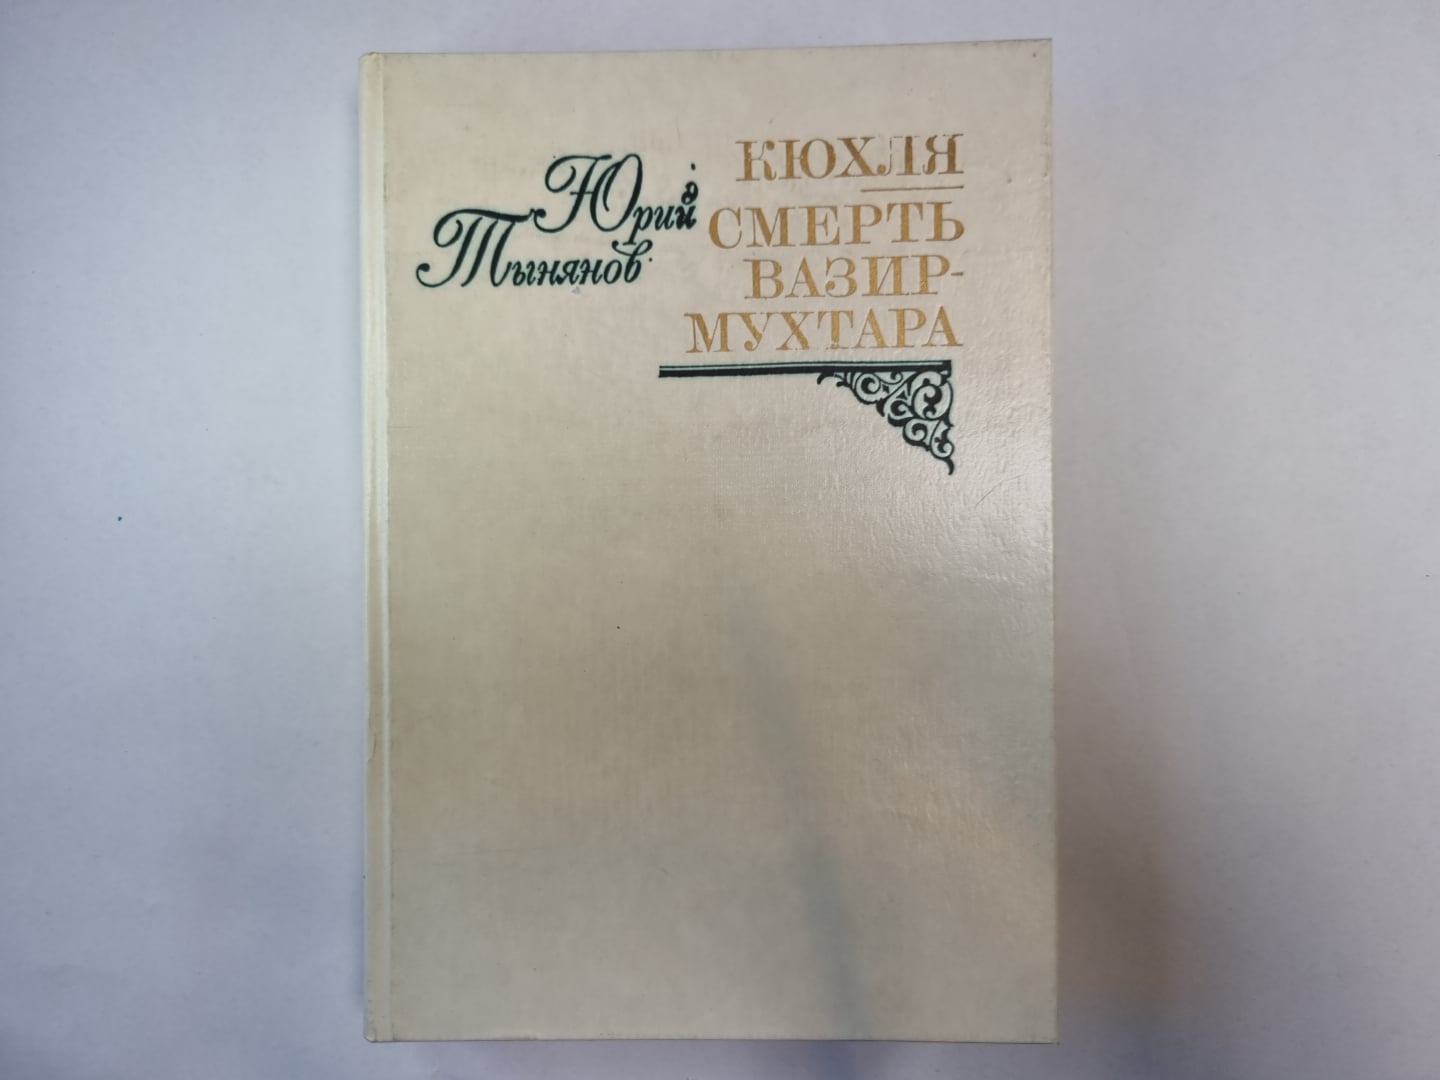 Юрий
Тынянов
КЮХЛЯ
СМЕРТЬ
ВАЗИР-
МУХТАРА